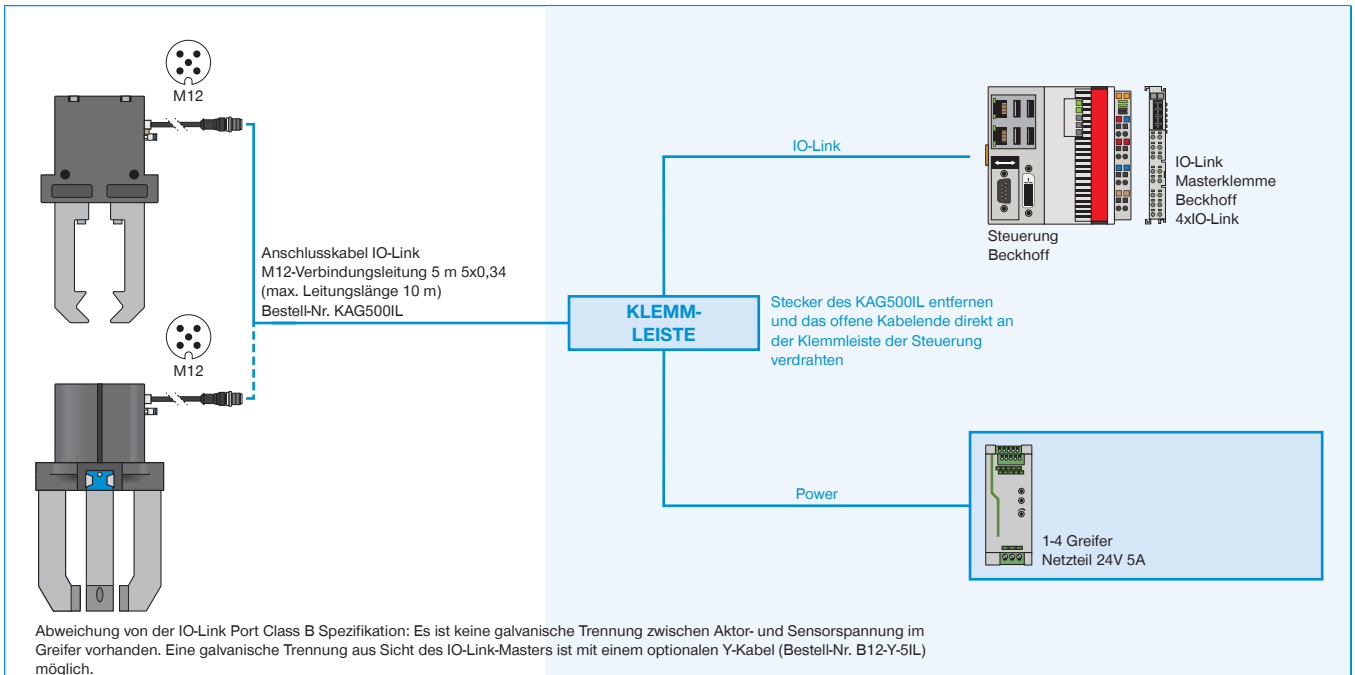 M12
IO-Link
IO-Link
Masterklemme
Beckhoff
4xIO-Link
Steuerung
Beckhoff
Anschlusskabel IO-Link
M12-Verbindungsleitung 5 m 5x0,34
(max. Leitungslänge 10 m)
Bestell-Nr. KAG500IL
KLEMM-
LEISTE
Stecker des KAG500IL entfernen
und das offene Kabelende direkt an
der Klemmleiste der Steuerung
verdrahten
M12
Power
1-4 Greifer
Netzteil 24V 5A
Abweichung von der IO-Link Port Class B Spezifikation: Es ist keine galvanische Trennung zwischen Aktor- und Sensorspannung im
Greifer vorhanden. Eine galvanische Trennung aus Sicht des IO-Link-Masters ist mit einem optionalen Y-Kabel (Bestell-Nr. B12-Y-5IL)
möglich.